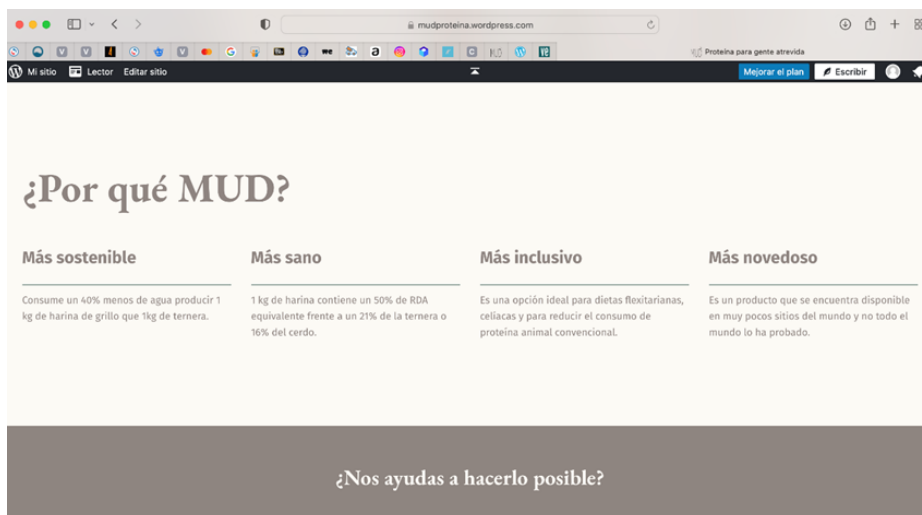 mudproteina.wordpress.com
Proteína para gente atrevida
Mi sitio Lector Editar sitio Mejorar el plan Escribir
¿Por qué MUD?
Más sostenible
Consume un 40% menos de agua producir 1
kg de harina de grillo que 1kg de ternera.
Más sano
1 kg de harina contiene un 50% de RDA
equivalente frente a un 21% de la ternera o
16% del cerdo.
Más inclusivo
Es una opción ideal para dietas flexitarianas,
celíacas y para reducir el consumo de
proteína animal convencional.
Más novedoso
Es un producto que se encuentra disponible
en muy pocos sitios del mundo y no todo el
mundo lo ha probado.
¿Nos ayudas a hacerlo posible?